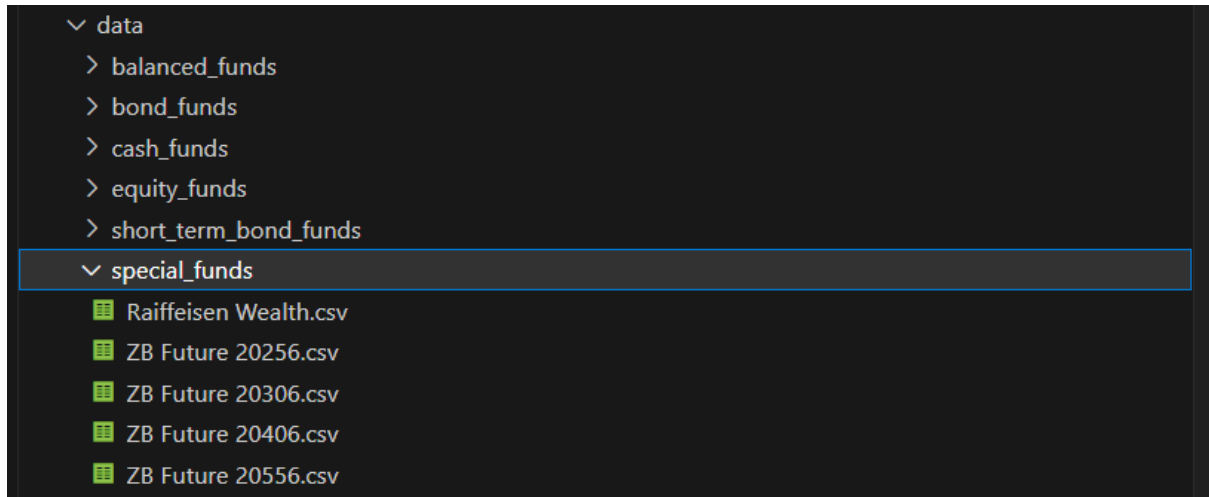 data
balanced_funds
bond_funds
cash_funds
equity_funds
short_term_bond_funds
special_funds
Raiffeisen Wealth.csv
ZB Future 20256.csv
ZB Future 20306.csv
ZB Future 20406.csv
ZB Future 20556.csv